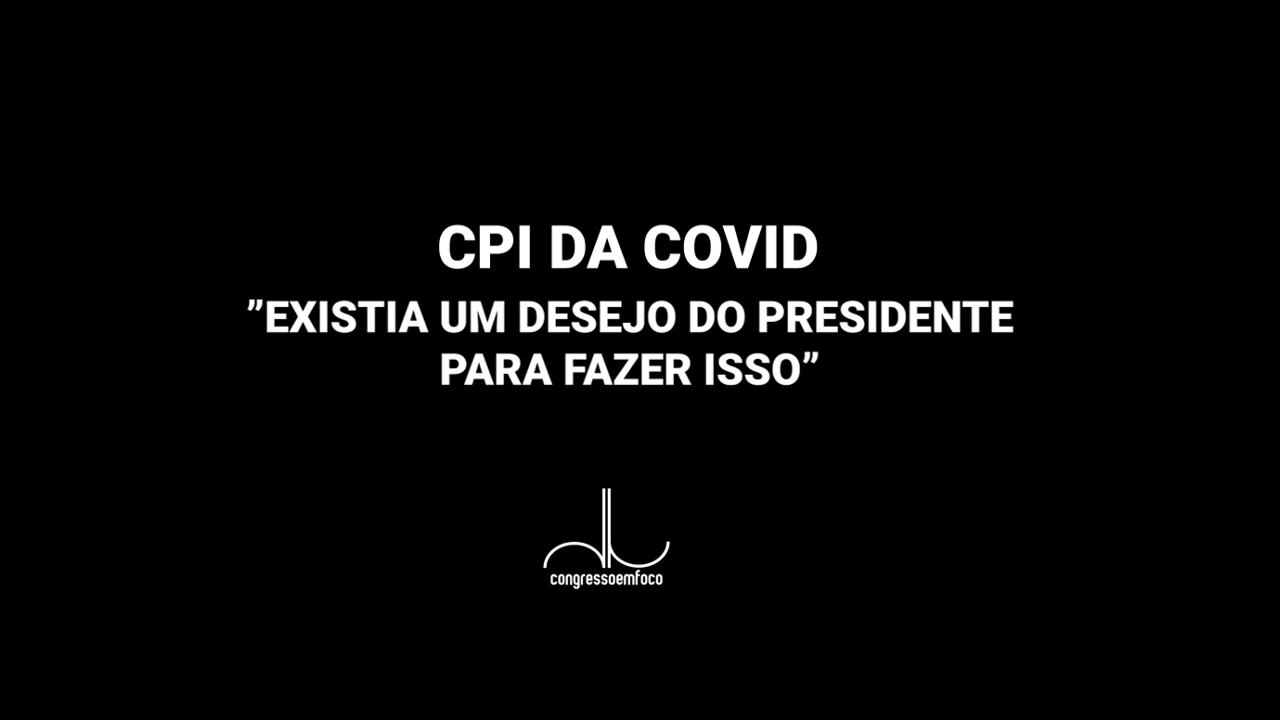 CPI DA COVID
”EXISTIA UM DESEJO DO PRESIDENTE
PARA FAZER ISSO”
congressoemfoco